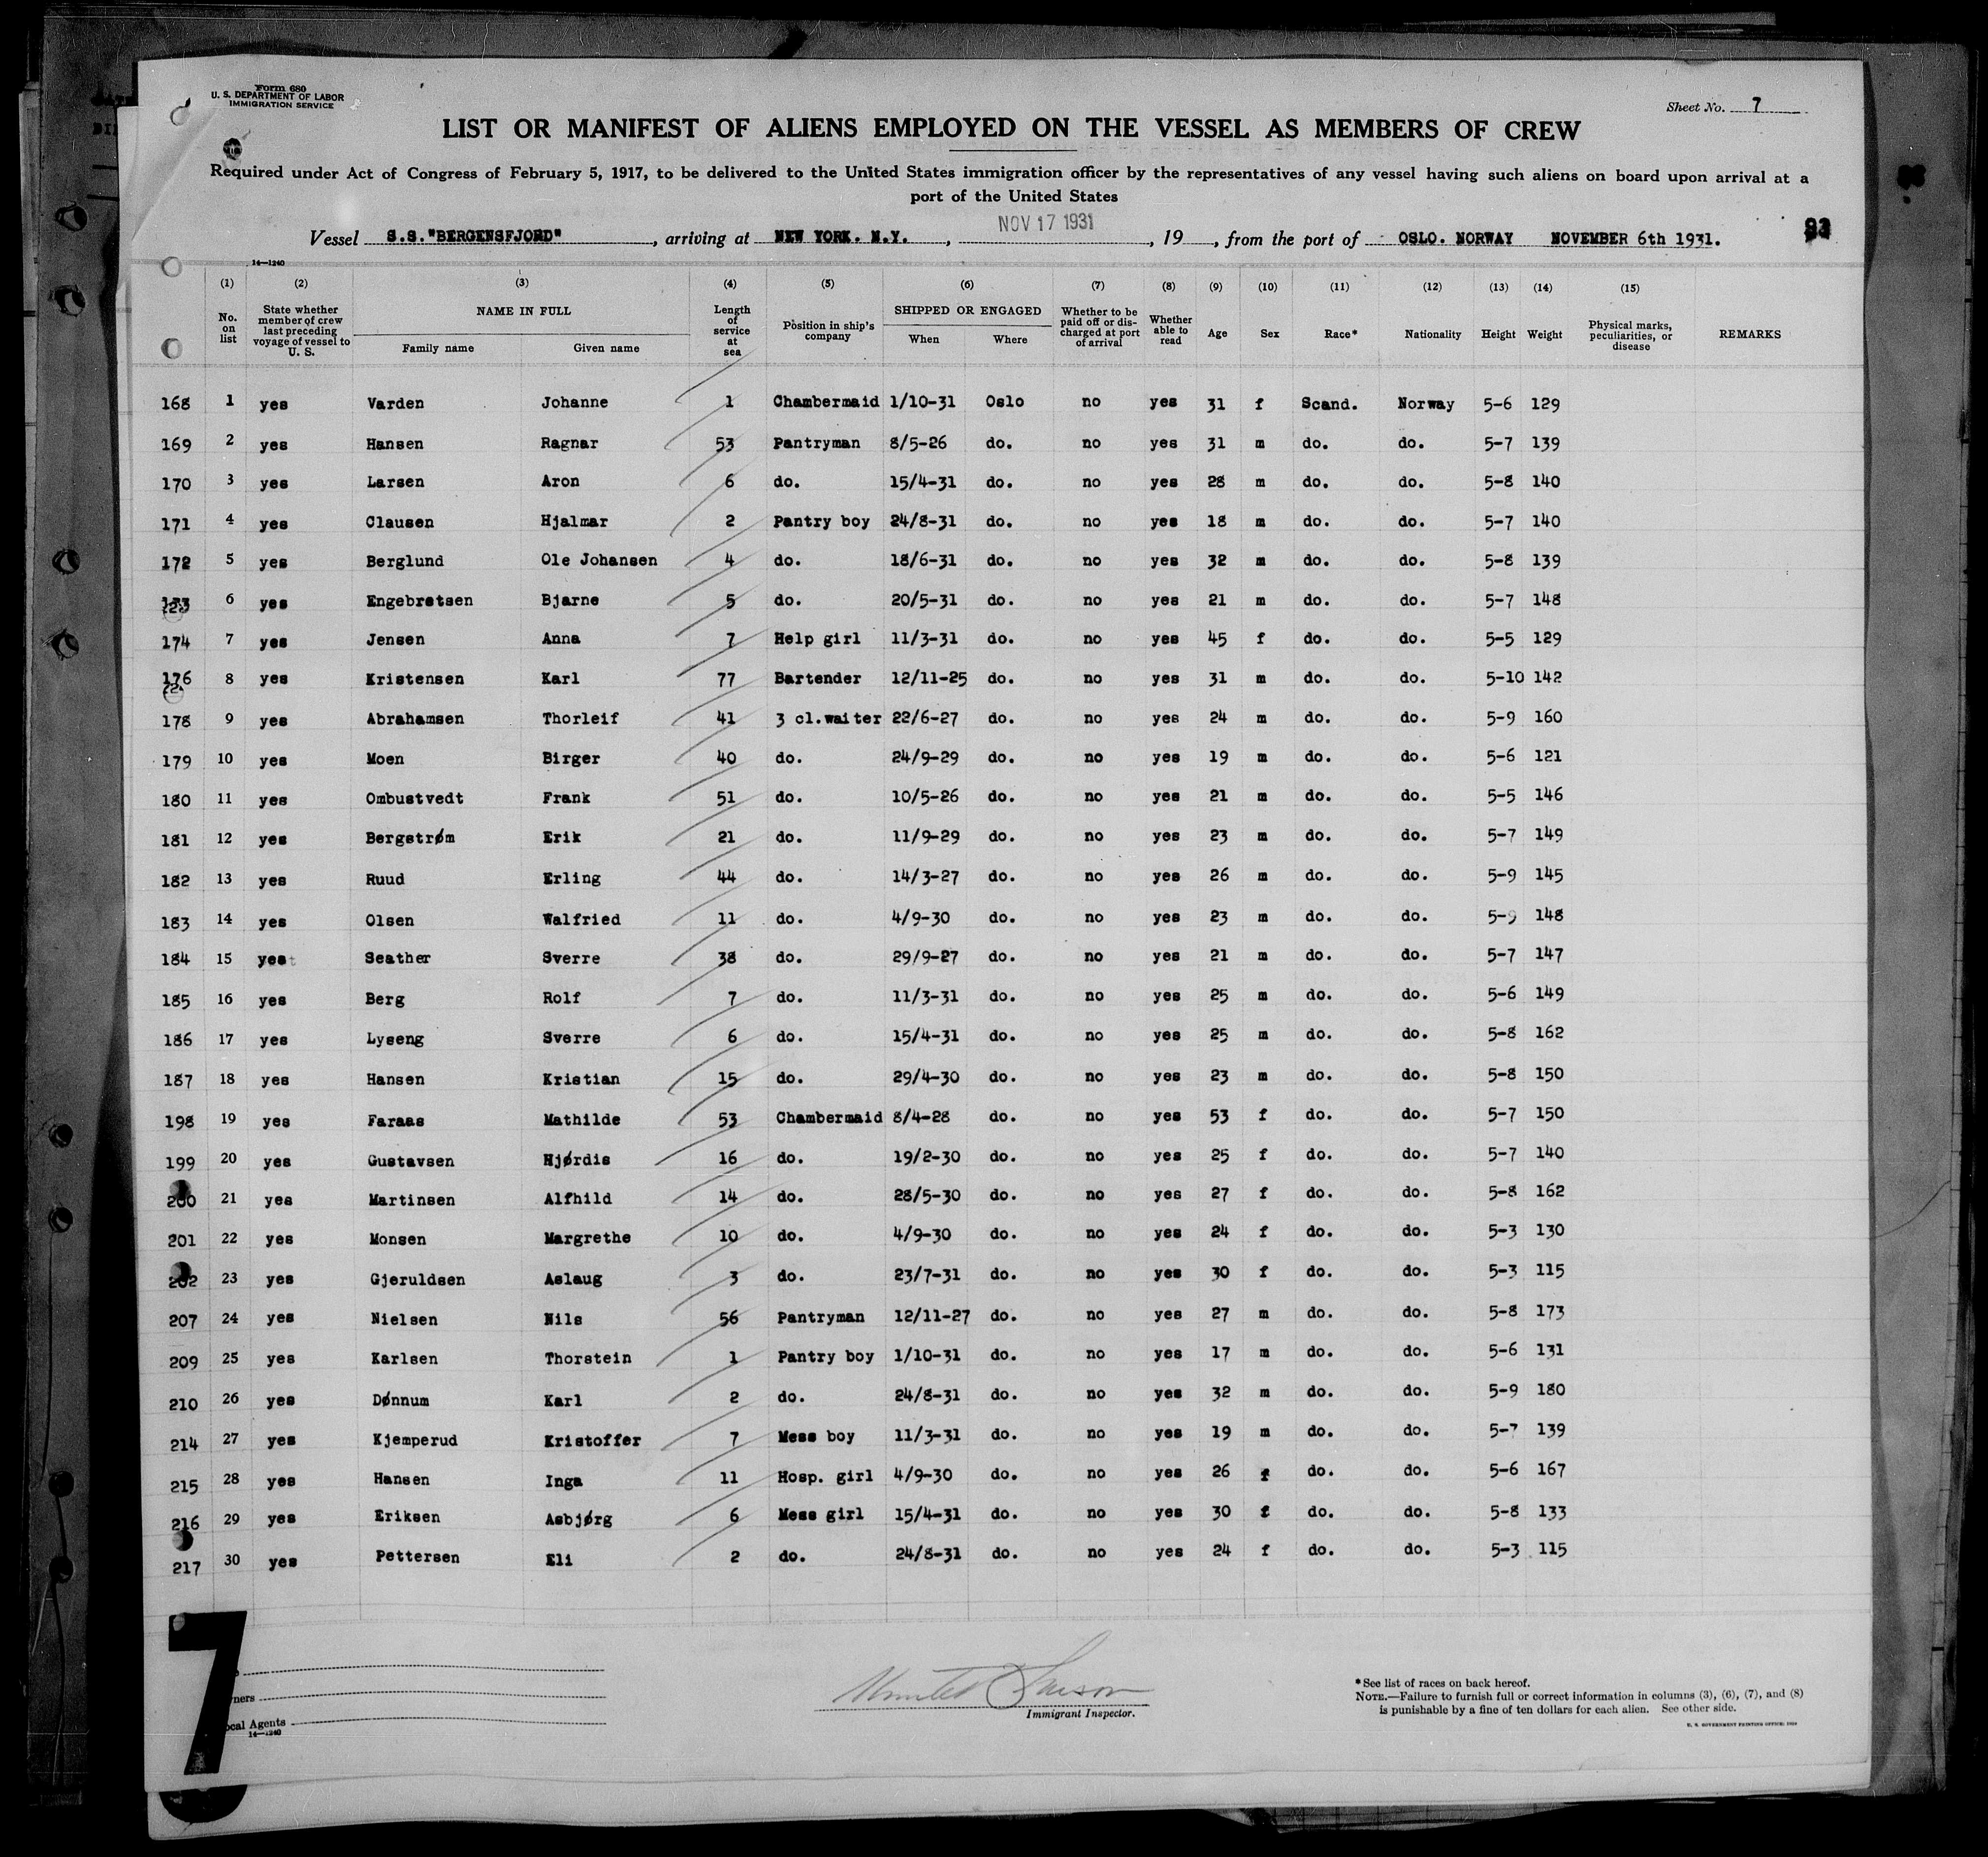 Form 680
U. S. DEPARTMENT OF LABOR
IMMIGRATION SERVICE
Sheet No. 7
LIST OR MANIFEST OF ALIENS EMPLOYED ON THE VESSEL AS MEMBERS OF CREW
Required under Act of Congress of February 5, 1917, to be delivered to the United States immigration officer by the representatives of any vessel having such aliens on board upon arrival at a
port of the United States
Vessel S.S."BERGENSFJORD", arriving at NEW YORK. N.Y., NOV 17 1931, 19 , from the port of OSLO. NORWAY NOVEMBER 6th 1931.
14—1240
(1) (2) (3) (4) (5) (6) (7) (8) (9) (10) (11) (12) (13) (14) (15)
No. on list State whether member of crew last preceding voyage of vessel to U. S. NAME IN FULL Family name Given name Length of service at sea Position in ship's company SHIPPED OR ENGAGED When Where Whether to be paid off or discharged at port of arrival Whether able to read Age Sex Race* Nationality Height Weight Physical marks, peculiarities, or disease REMARKS
168 1 yes Varden Johanne 1 Chambermaid 1/10-31 Oslo no yes 31 f Scand. Norway 5-6 129
169 2 yes Hansen Ragnar 53 Pantryman 8/5-26 do. no yes 31 m do. do. 5-7 139
170 3 yes Larsen Aron 6 do. 15/4-31 do. no yes 28 m do. do. 5-8 140
171 4 yes Clausen Hjalmar 2 Pantry boy 24/8-31 do. no yes 18 m do. do. 5-7 140
172 5 yes Berglund Ole Johansen 4 do. 18/6-31 do. no yes 32 m do. do. 5-8 139
6 yes Engebretsen Bjarne 5 do. 20/5-31 do. no yes 21 m do. do. 5-7 148
174 7 yes Jensen Anna 7 Help girl 11/3-31 do. no yes 45 f do. do. 5-5 129
176 8 yes Kristensen Karl 77 Bartender 12/11-25 do. no yes 31 m do. do. 5-10 142
178 9 yes Abrahamsen Thorleif 41 3 cl.waiter 22/6-27 do. no yes 24 m do. do. 5-9 160
179 10 yes Moen Birger 40 do. 24/9-29 do. no yes 19 m do. do. 5-6 121
180 11 yes Ombustvedt Frank 51 do. 10/5-26 do. no yes 21 m do. do. 5-5 146
181 12 yes Bergstrøm Erik 21 do. 11/9-29 do. no yes 23 m do. do. 5-7 149
182 13 yes Ruud Erling 44 do. 14/3-27 do. no yes 26 m do. do. 5-9 145
183 14 yes Olsen Walfried 11 do. 4/9-30 do. no yes 23 m do. do. 5-9 148
184 15 yes Seather Sverre 38 do. 29/9-27 do. no yes 21 m do. do. 5-7 147
185 16 yes Berg Rolf 7 do. 11/3-31 do. no yes 25 m do. do. 5-6 149
186 17 yes Lyseng Sverre 6 do. 15/4-31 do. no yes 25 m do. do. 5-8 162
187 18 yes Hansen Kristian 15 do. 29/4-30 do. no yes 23 m do. do. 5-8 150
198 19 yes Faraas Mathilde 53 Chambermaid 8/4-28 do. no yes 53 f do. do. 5-7 150
199 20 yes Gustavsen Hjørdis 16 do. 19/2-30 do. no yes 25 f do. do. 5-7 140
200 21 yes Martinsen Alfhild 14 do. 28/5-30 do. no yes 27 f do. do. 5-8 162
201 22 yes Monsen Margrethe 10 do. 4/9-30 do. no yes 24 f do. do. 5-3 130
202 23 yes Gjeruldsen Aslaug 3 do. 23/7-31 do. no yes 30 f do. do. 5-3 115
207 24 yes Nielsen Nils 56 Pantryman 12/11-27 do. no yes 27 m do. do. 5-8 173
209 25 yes Karlsen Thorstein 1 Pantry boy 1/10-31 do. no yes 17 m do. do. 5-6 131
210 26 yes Dønnum Karl 2 do. 24/8-31 do. no yes 32 m do. do. 5-9 180
214 27 yes Kjemperud Kristoffer 7 Mess boy 11/3-31 do. no yes 19 m do. do. 5-7 139
215 28 yes Hansen Inga 11 Hosp. girl 4/9-30 do. no yes 26 f do. do. 5-6 167
216 29 yes Eriksen Asbjørg 6 Mess girl 15/4-31 do. no yes 30 f do. do. 5-8 133
217 30 yes Pettersen Eli 2 do. 24/8-31 do. no yes 24 f do. do. 5-3 115
7
Local Agents
14—1240
Immigrant Inspector.
*See list of races on back hereof.
NOTE.—Failure to furnish full or correct information in columns (3), (6), (7), and (8)
is punishable by a fine of ten dollars for each alien. See other side.